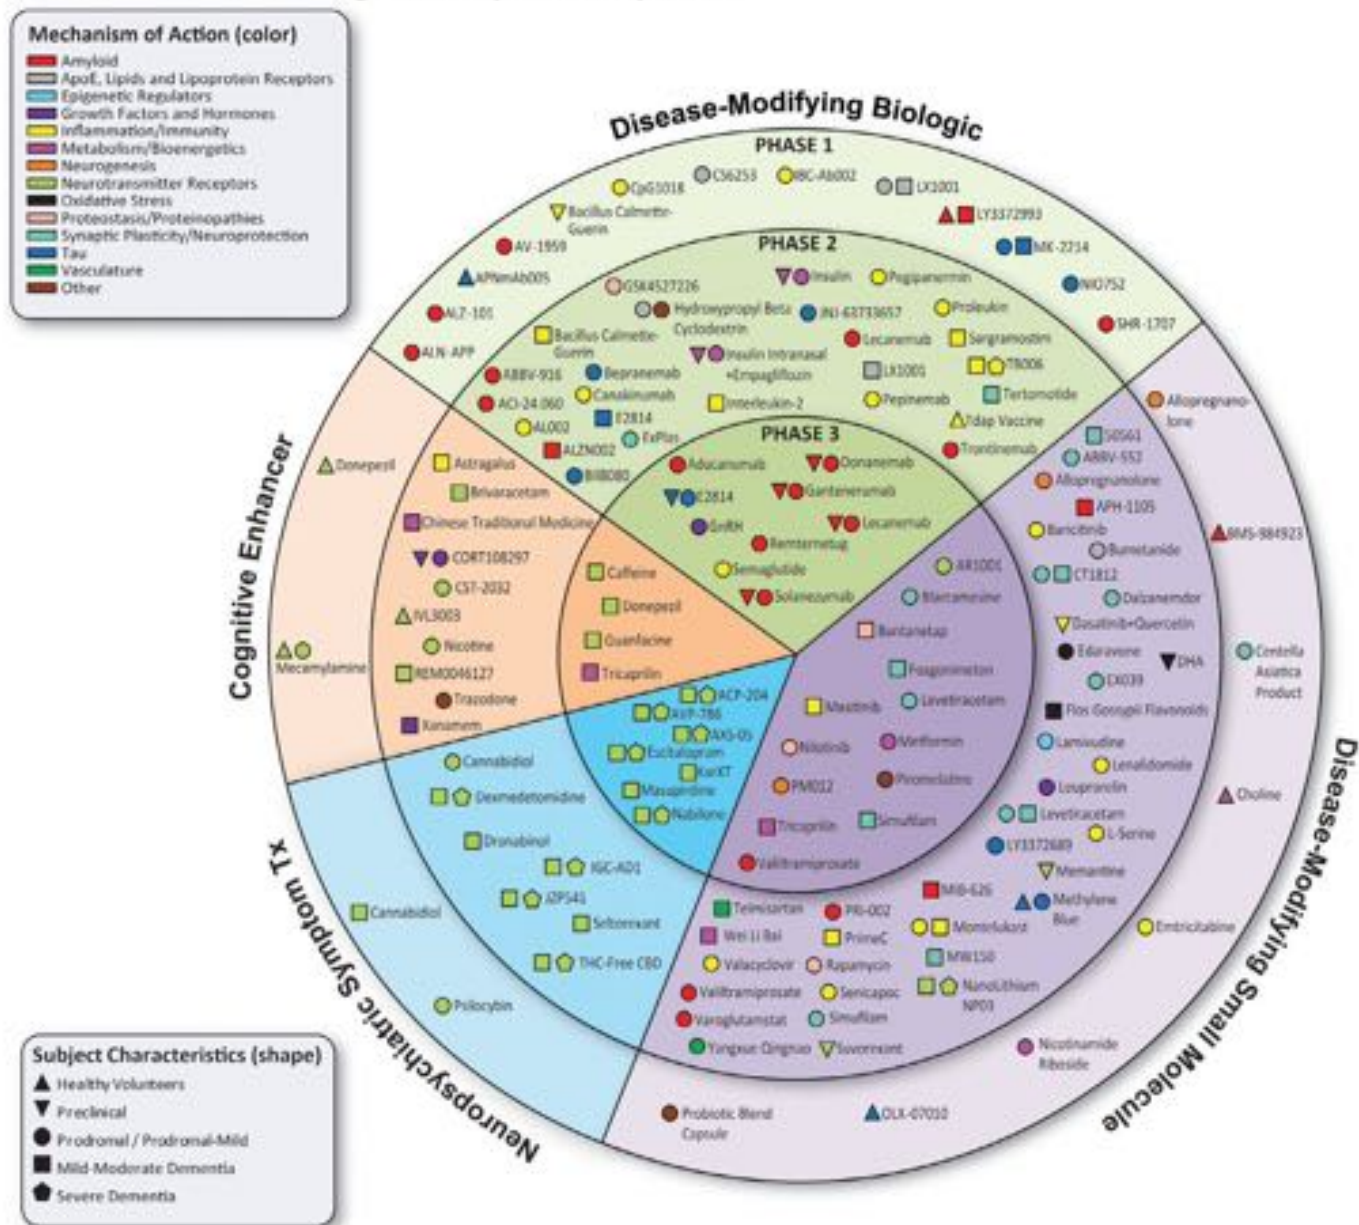 Mechanism of Action (color)
Amyloid
ApoE, Lipids and Lipoprotein Receptors
Epigenetic Regulators
Growth Factors and Hormones
Inflammation/Immunity
Metabolism/Bioenergetics
Neurogenesis
Neurotransmitter Receptors
Oxidative Stress
Proteostasis/Proteinopathies
Synaptic Plasticity/Neuroprotection
Tau
Vasculature
Other
Disease-Modifying Biologic
PHASE 1
CpG1018
CS6253
IBC-Ab002
LX1001
Bacillus Calmette-
Guerin
LY3372993
AV-1959
MK-2214
APNmAb005
NIO752
ALZ-101
SHR-1707
ALN-APP
PHASE 2
GSK4527226
Insulin
Pegipanermin
Hydroxypropyl Beta
Cyclodextrin
JNJ-63733657
Proleukin
Bacillus Calmette-
Guerin
Lecanemab
Sargramostim
Insulin Intranasal
+Empagliflozin
ABBV-916
Bepranemab
LX1001
TB006
ACI-24.060
Canakinumab
Interleukin-2
Pepinemab
Tertomotide
AL002
E2814
Tdap Vaccine
ExPlas
ALZN002
Trontinemab
BIIB080
PHASE 3
Aducanumab
Donanemab
E2814
Gantenerumab
GnRH
Lecanemab
Remternetug
Semaglutide
Solanezumab
Cognitive Enhancer
Donepezil
Mecamylamine
Astragalus
Brivaracetam
Chinese Traditional Medicine
CORT108297
CST-2032
IVL3003
Nicotine
REM0046127
Trazodone
Xanamem
Caffeine
Donepezil
Guanfacine
Tricaprilin
Neuropsychiatric Symptom Tx
Cannabidiol
Psilocybin
Cannabidiol
Dexmedetomidine
Dronabinol
IGC-AD1
JZP541
Seltorexant
THC-Free CBD
ACP-204
AVP-786
AXS-05
Escitalopram
KarXT
Masupirdine
Nabilone
Disease-Modifying Small Molecule
AR1001
Blarcamesine
Buntanetap
Fosgonimeton
Masitinib
Levetiracetam
Nilotinib
Metformin
PM012
Piromelatine
Tricaprilin
Simufilam
Valiltramiprosate
S0561
ABBV-552
Allopregnanolone
APH-1105
Baricitinib
Bumetanide
CT1812
Dalzanemdor
Dasatinib+Quercetin
Edaravone
DHA
EX039
Flos Gossypii Flavonoids
Lamivudine
Lenalidomide
Leuprorelin
Levetiracetam
L-Serine
LY3372689
Memantine
MIB-626
Methylene
Blue
Montelukast
MW150
NanoLithium
NP03
Telmisartan
PRI-002
Wei Li Bai
PrimeC
Valacyclovir
Rapamycin
Valiltramiprosate
Senicapoc
Varoglutamstat
Simufilam
Yangxue Qingnao
Suvorexant
Allopregnano-
lone
BMS-984923
Centella
Asiatica
Product
Choline
Emtricitabine
Nicotinamide
Riboside
OLX-07010
Probiotic Blend
Capsule
Subject Characteristics (shape)
Healthy Volunteers
Preclinical
Prodromal / Prodromal-Mild
Mild-Moderate Dementia
Severe Dementia